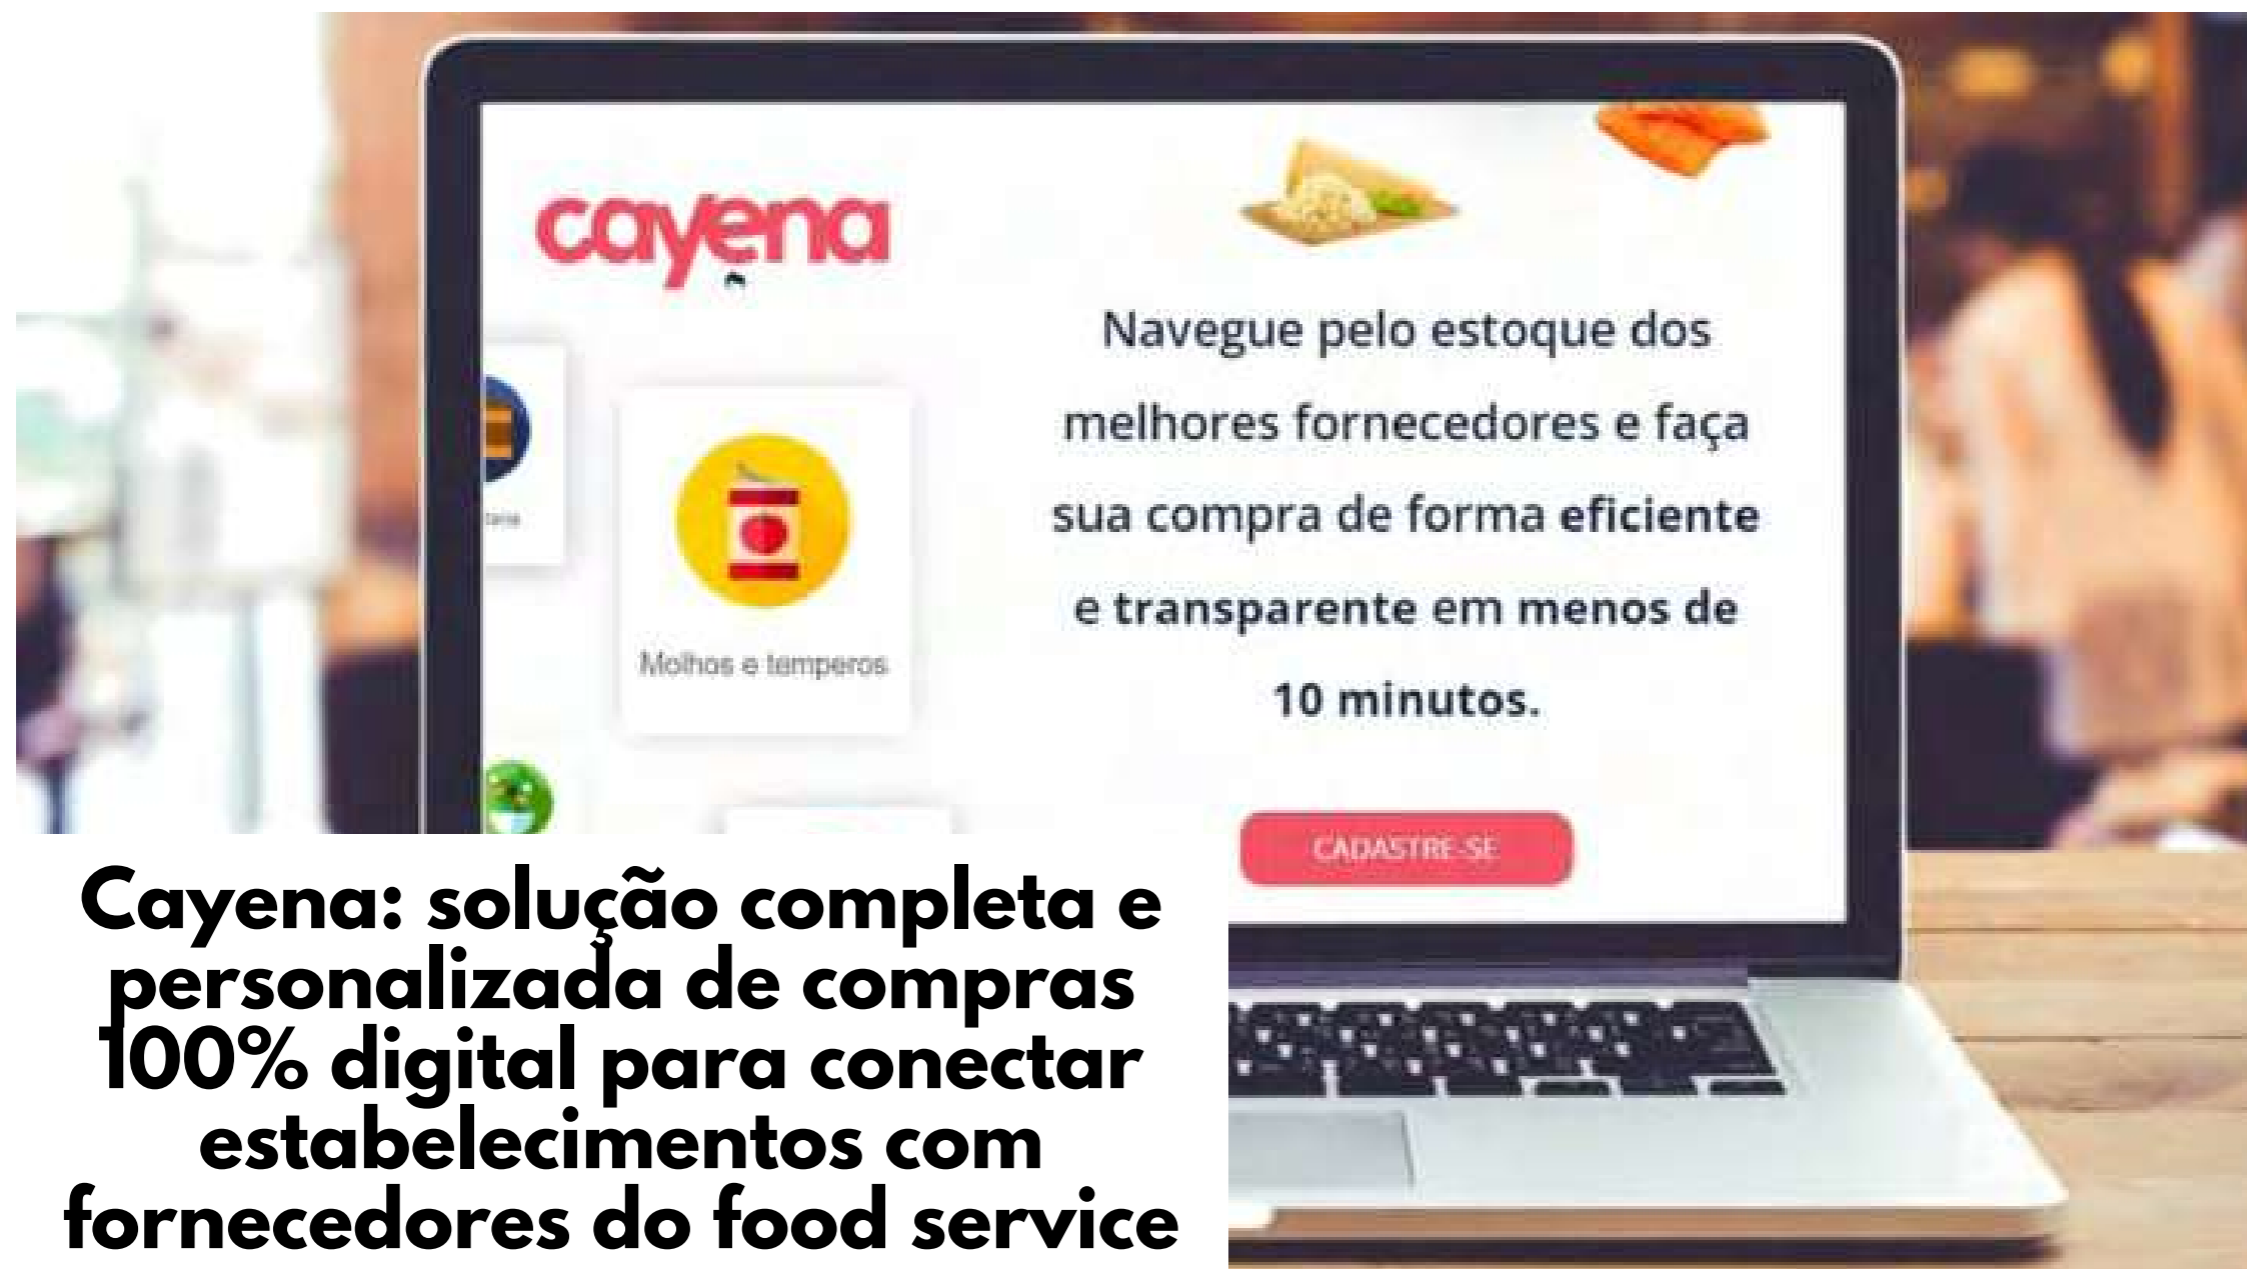 cayena
Navegue pelo estoque dos
melhores fornecedores e faça
sua compra de forma eficiente
e transparente em menos de
10 minutos.
Molhos e temperos
CADASTRE-SE
Cayena: solução completa e
personalizada de compras
100% digital para conectar
estabelecimentos com
fornecedores do food service